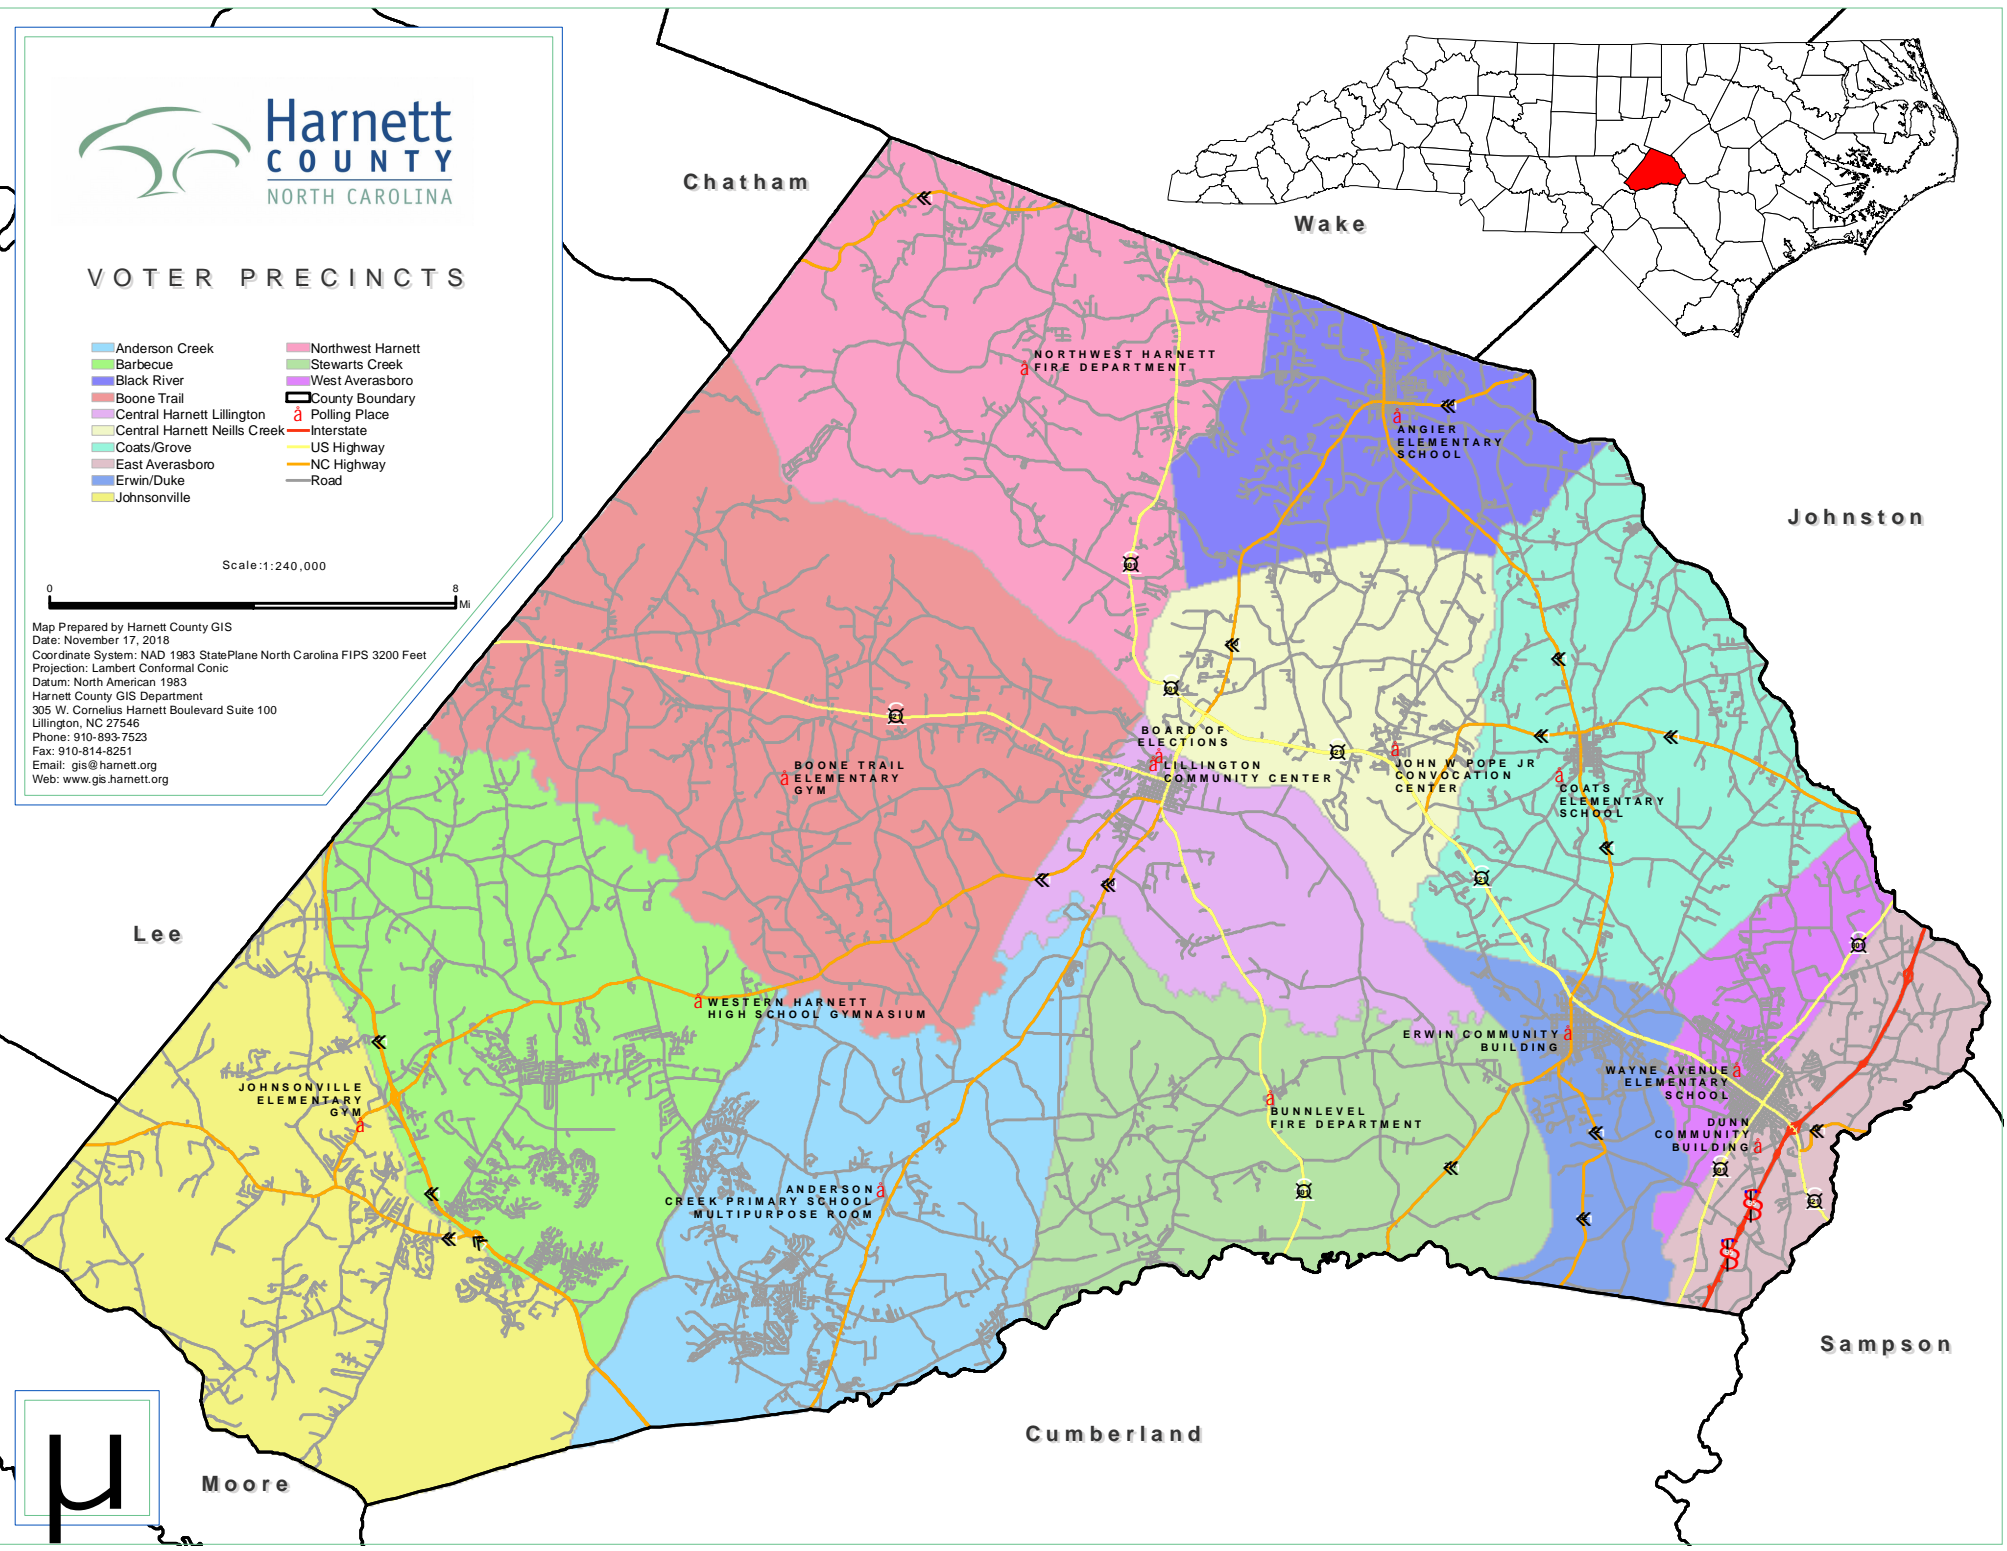 Harnett
COUNTY
NORTH CAROLINA
VOTER PRECINCTS
Anderson Creek
Barbecue
Black River
Boone Trail
Central Harnett Lillington
Central Harnett Neills Creek
Coats/Grove
East Averasboro
Erwin/Duke
Johnsonville
Northwest Harnett
Stewarts Creek
West Averasboro
County Boundary
å Polling Place
Interstate
US Highway
NC Highway
Road
Scale:1:240,000
0 8
Mi
Map Prepared by Harnett County GIS
Date: November 17, 2018
Coordinate System: NAD 1983 StatePlane North Carolina FIPS 3200 Feet
Projection: Lambert Conformal Conic
Datum: North American 1983
Harnett County GIS Department
305 W. Cornelius Harnett Boulevard Suite 100
Lillington, NC 27546
Phone: 910-893-7523
Fax: 910-814-8251
Email: gis@harnett.org
Web: www.gis.harnett.org
Chatham
Wake
Johnston
Lee
Sampson
Cumberland
Moore
NORTHWEST HARNETT
å FIRE DEPARTMENT
å
ANGIER
ELEMENTARY
SCHOOL
BOARD OF
ELECTIONS
å
å LILLINGTON
COMMUNITY CENTER
å
JOHN W POPE JR
CONVOCATION
CENTER
å
COATS
ELEMENTARY
SCHOOL
BOONE TRAIL
å ELEMENTARY
GYM
å WESTERN HARNETT
HIGH SCHOOL GYMNASIUM
ERWIN COMMUNITY å
BUILDING
WAYNE AVENUE å
ELEMENTARY
SCHOOL
DUNN
COMMUNITY
BUILDING å
JOHNSONVILLE
ELEMENTARY
GYM
å
å
BUNNLEVEL
FIRE DEPARTMENT
ANDERSON å
CREEK PRIMARY SCHOOL
MULTIPURPOSE ROOM
§
§
µ